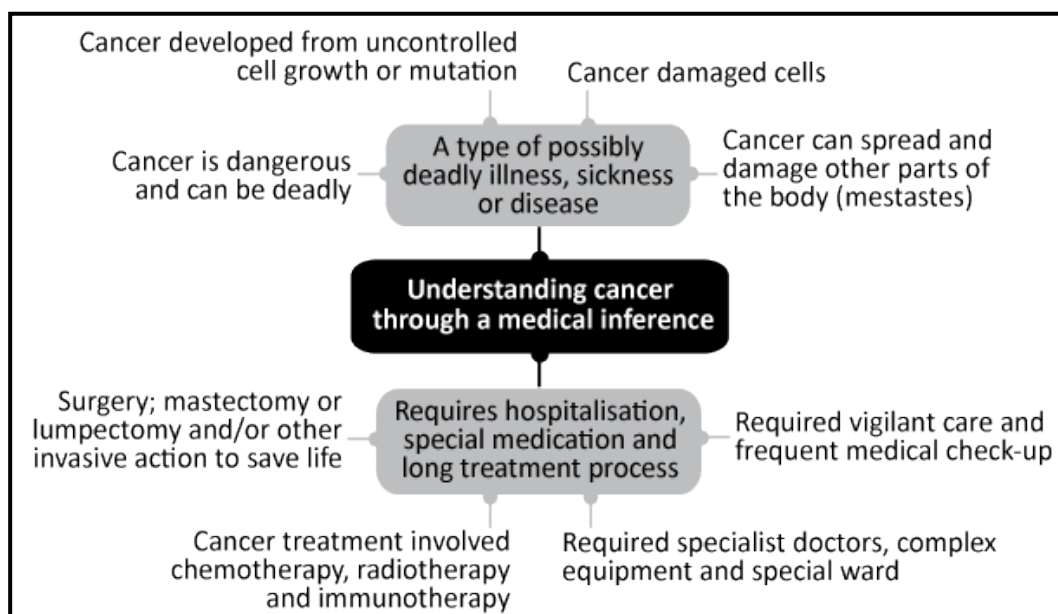 Cancer developed from uncontrolled
cell growth or mutation
Cancer damaged cells
Cancer is dangerous
and can be deadly
A type of possibly
deadly illness, sickness
or disease
Cancer can spread and
damage other parts of
the body (mestastes)
Understanding cancer
through a medical inference
Surgery; mastectomy or
lumpectomy and/or other
invasive action to save life
Requires hospitalisation,
special medication and
long treatment process
Required vigilant care and
frequent medical check-up
Cancer treatment involved
chemotherapy, radiotherapy
and immunotherapy
Required specialist doctors, complex
equipment and special ward